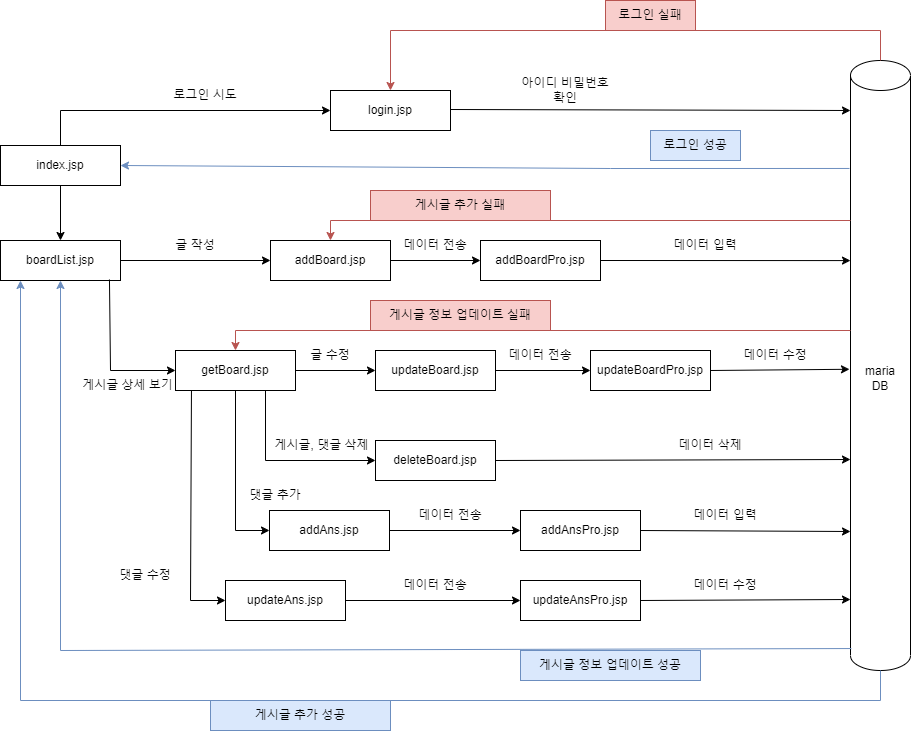 로그인 실패
로그인 시도
아이디 비밀번호
확인
login.jsp
로그인 성공
index.jsp
게시글 추가 실패
글 작성
데이터 전송
데이터 입력
boardList.jsp
addBoard.jsp
addBoardPro.jsp
게시글 정보 업데이트 실패
글 수정
데이터 전송
데이터 수정
getBoard.jsp
updateBoard.jsp
updateBoardPro.jsp
maria
DB
게시글 상세 보기
게시글, 댓글 삭제
데이터 삭제
deleteBoard.jsp
댓글 추가
데이터 전송
데이터 입력
addAns.jsp
addAnsPro.jsp
댓글 수정
데이터 전송
데이터 수정
updateAns.jsp
updateAnsPro.jsp
게시글 정보 업데이트 성공
게시글 추가 성공